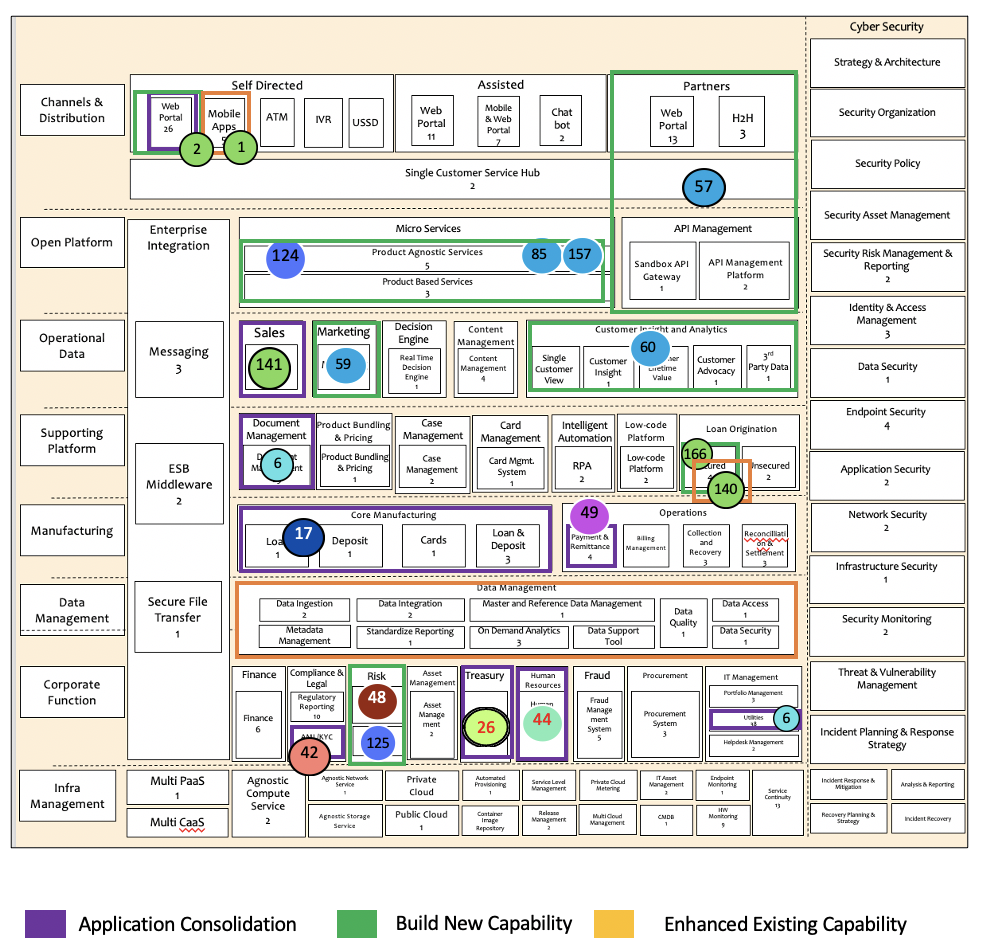 Cyber Security
Strategy & Architecture
Security Organization
Security Policy
Security Asset Management
Security Risk Management &
Reporting
2
Identity & Access
Management
3
Data Security
1
Endpoint Security
4
Application Security
2
Network Security
2
Infrastructure Security
1
Security Monitoring
2
Threat & Vulnerability
Management
Incident Planning & Response
Strategy
Incident Response &
Mitigation
Analysis & Reporting
Recovery Planning &
Strategy
Incident Recovery
Channels &
Distribution
Self Directed
Web
Portal
26
2
Mobile
Apps
1
ATM
IVR
USSD
Assisted
Web
Portal
11
Mobile
& Web
Portal
7
Chat
bot
2
Partners
Web
Portal
13
H2H
3
Single Customer Service Hub
2
57
Open Platform
Enterprise
Integration
Messaging
3
ESB
Middleware
2
Secure File
Transfer
1
Micro Services
124
Product Agnostic Services
5
85
157
Product Based Services
3
API Management
Sandbox API
Gateway
1
API Management
Platform
2
Operational
Data
Sales
141
Marketing
59
Decision
Engine
Real Time
Decision
Engine
1
Content
Management
Content
Management
4
Customer Insight and Analytics
60
Single
Customer
View
Customer
Insight
1
Lifetime
Value
Customer
Advocacy
1
3rd
Party Data
1
Supporting
Platform
Document
Management
6
Product Bundling
& Pricing
Product Bundling
& Pricing
1
Case
Management
Case
Management
2
Card
Management
Card Mgmt.
System
1
Intelligent
Automation
RPA
2
Low-code
Platform
Low-code
Platform
2
Loan Origination
166
140
Unsecured
2
Manufacturing
Core Manufacturing
17
1
Deposit
1
Cards
1
Loan &
Deposit
3
49
Operations
Payment &
Remittance
4
Billing
Management
Collection
and
Recovery
3
Reconciliati
on &
Settlement
3
Data
Management
Data Management
Data Ingestion
2
Data Integration
2
Master and Reference Data Management
1
Data
Quality
1
Data Access
1
Metadata
Management
Standardize Reporting
1
On Demand Analytics
3
Data Support
Tool
Data Security
1
Corporate
Function
Finance
Finance
6
Compliance &
Legal
Regulatory
Reporting
10
AML/KYC
42
Risk
48
125
Asset
Management
Asset
Manage
ment
2
Treasury
26
Human
Resources
Human
44
Fraud
Fraud
Manage
ment
System
5
Procurement
Procurement
System
3
IT Management
Portfolio Management
3
Utilities
48
6
Helpdesk Management
2
Infra
Management
Multi PaaS
1
Multi CaaS
Agnostic
Compute
Service
2
Agnostic Network
Service
1
Agnostic Storage
Service
Private
Cloud
Public Cloud
1
Automated
Provisioning
1
Container
Image
Repository
Service Level
Management
Release
Management
2
Private Cloud
Metering
Multi Cloud
Management
IT Asset
Management
2
CMDB
1
Endpoint
Monitoring
1
HW
Monitoring
9
Service
Continuity
13
Application Consolidation
Build New Capability
Enhanced Existing Capability